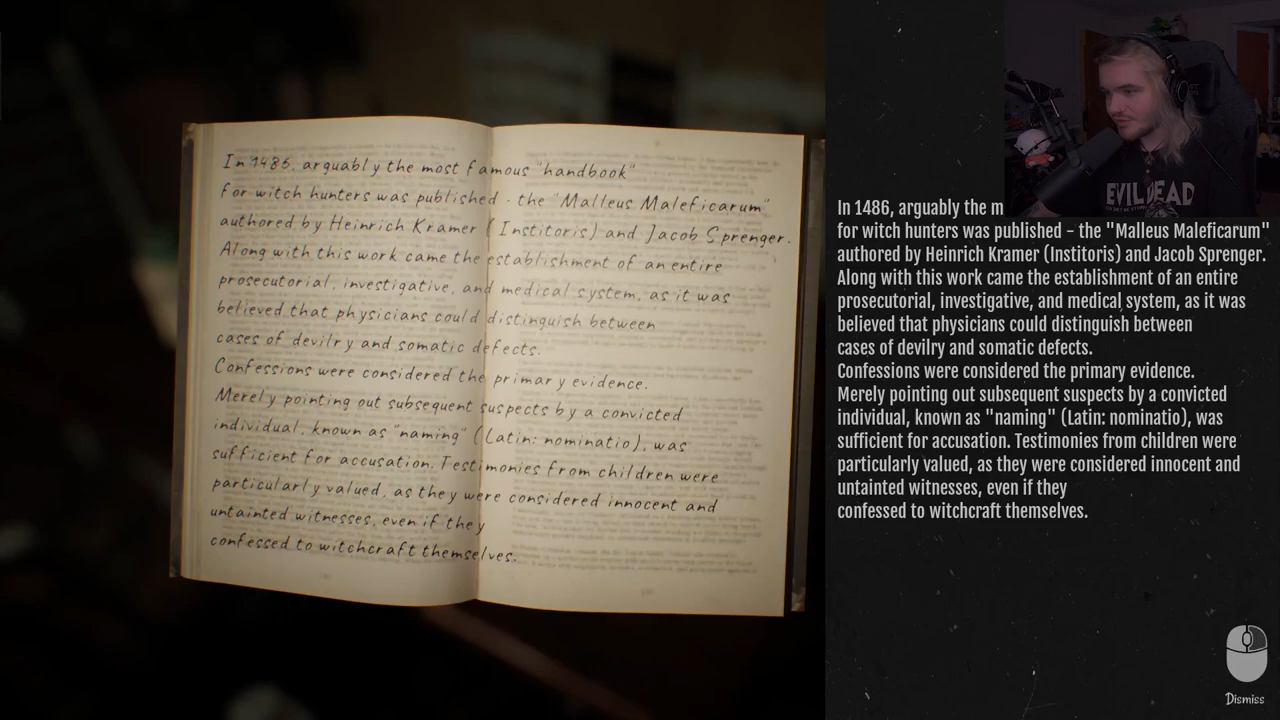 In 1486, arguably the most famous "handbook"
for witch hunters was published - the "Malleus Maleficarum"
authored by Heinrich Kramer (Institoris) and Jacob Sprenger.
Along with this work came the establishment of an entire
prosecutorial, investigative, and medical system, as it was
believed that physicians could distinguish between
cases of devilry and somatic defects.
Confessions were considered the primary evidence.
Merely pointing out subsequent suspects by a convicted
individual, known as "naming" (Latin: nominatio), was
sufficient for accusation. Testimonies from children were
particularly valued, as they were considered innocent and
untainted witnesses, even if they
confessed to witchcraft themselves.
EVIL DEAD
In 1486, arguably the m
for witch hunters was published - the "Malleus Maleficarum"
authored by Heinrich Kramer (Institoris) and Jacob Sprenger.
Along with this work came the establishment of an entire
prosecutorial, investigative, and medical system, as it was
believed that physicians could distinguish between
cases of devilry and somatic defects.
Confessions were considered the primary evidence.
Merely pointing out subsequent suspects by a convicted
individual, known as "naming" (Latin: nominatio), was
sufficient for accusation. Testimonies from children were
particularly valued, as they were considered innocent and
untainted witnesses, even if they
confessed to witchcraft themselves.
Dismiss